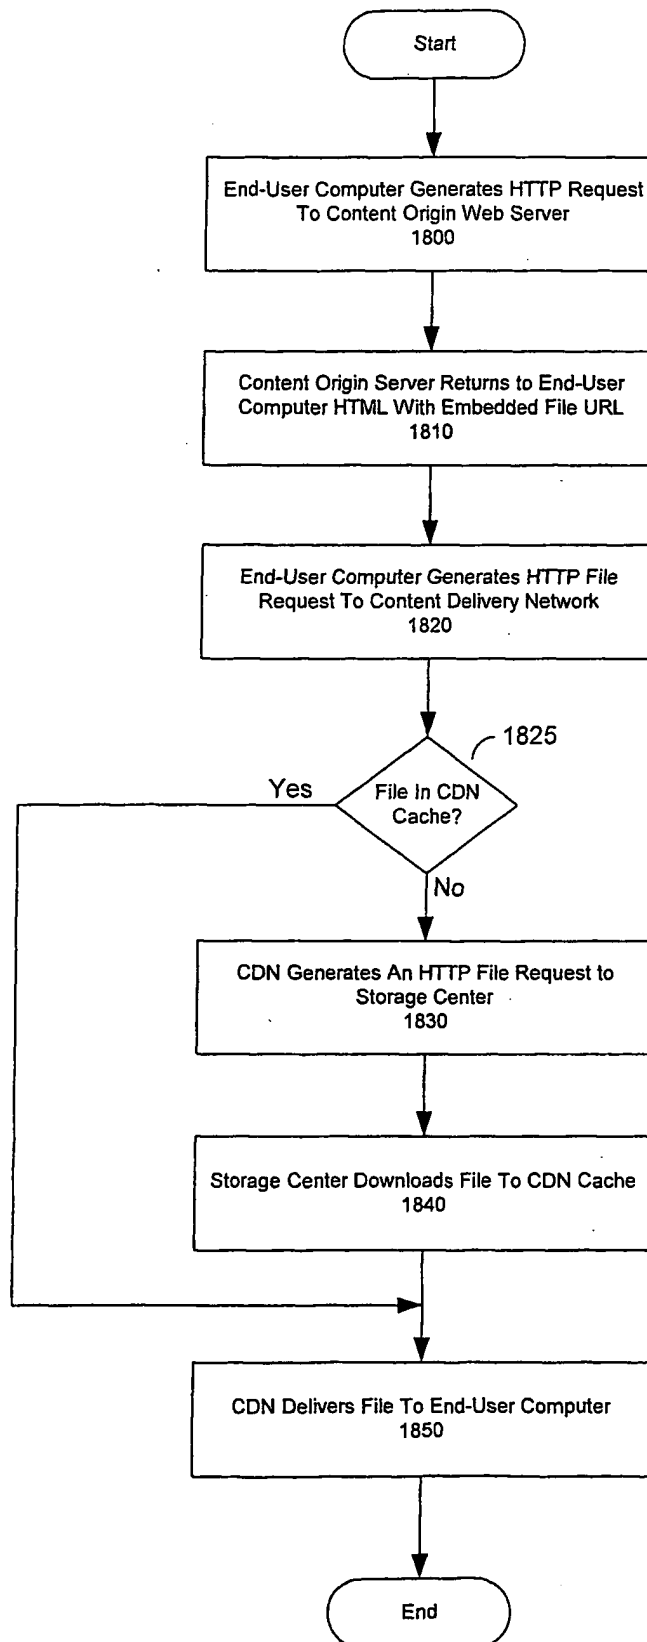 Start
End-User Computer Generates HTTP Request
To Content Origin Web Server
1800
Content Origin Server Returns to End-User
Computer HTML With Embedded File URL
1810
End-User Computer Generates HTTP File
Request To Content Delivery Network
1820
1825
Yes
File In CDN
Cache?
No
CDN Generates An HTTP File Request to
Storage Center
1830
Storage Center Downloads File To CDN Cache
1840
CDN Delivers File To End-User Computer
1850
End